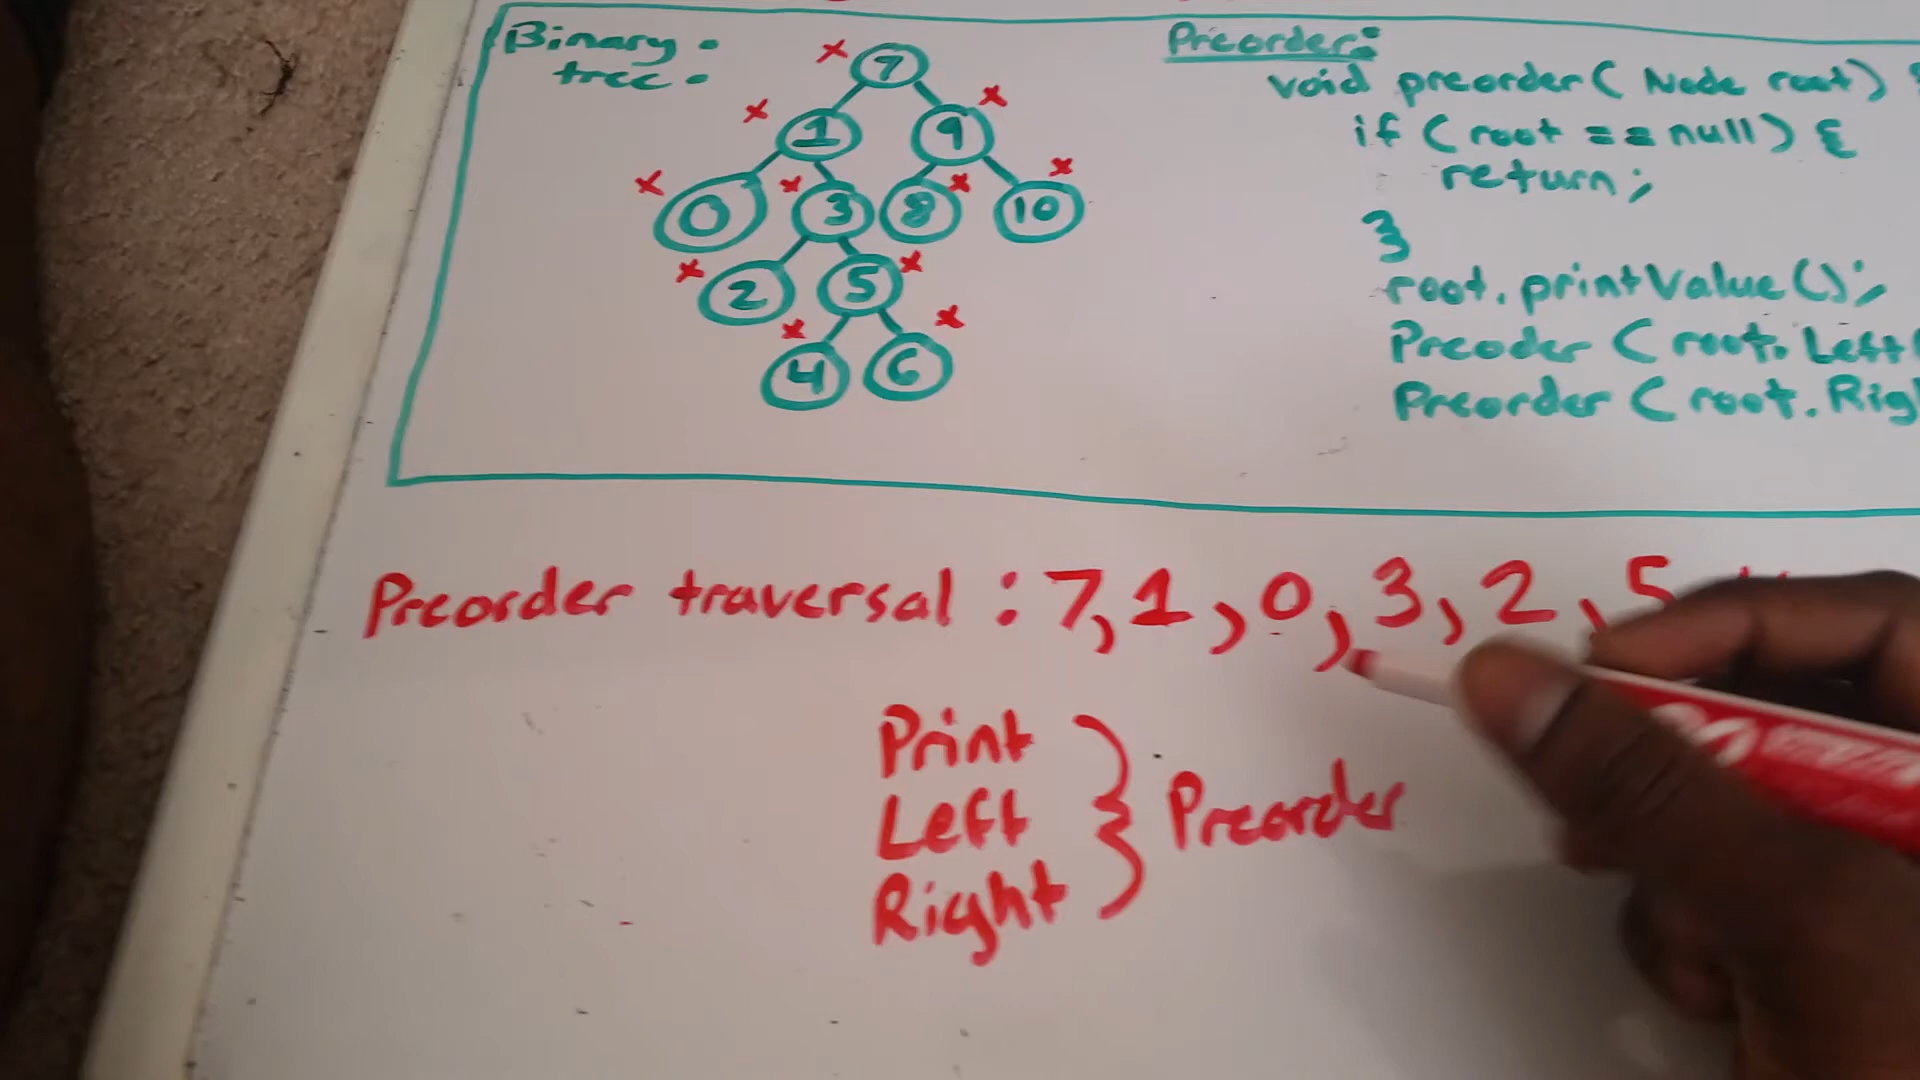 Binary :
tree :
7
1 9
0 3 8 10
2 5
4 6
Preorder:
void preorder( Node root) {
if (root == null) {
return;
}
root.printValue();
Preoder (root.Left
Preorder (root.Righ
Preorder traversal : 7, 1, 0, 3, 2, 5
Print
Left
Right
Preorder